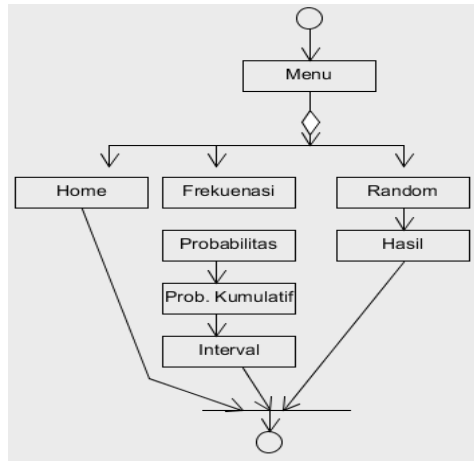 Menu
Home
Frekuenasi
Random
Probabilitas
Hasil
Prob. Kumulatif
Interval